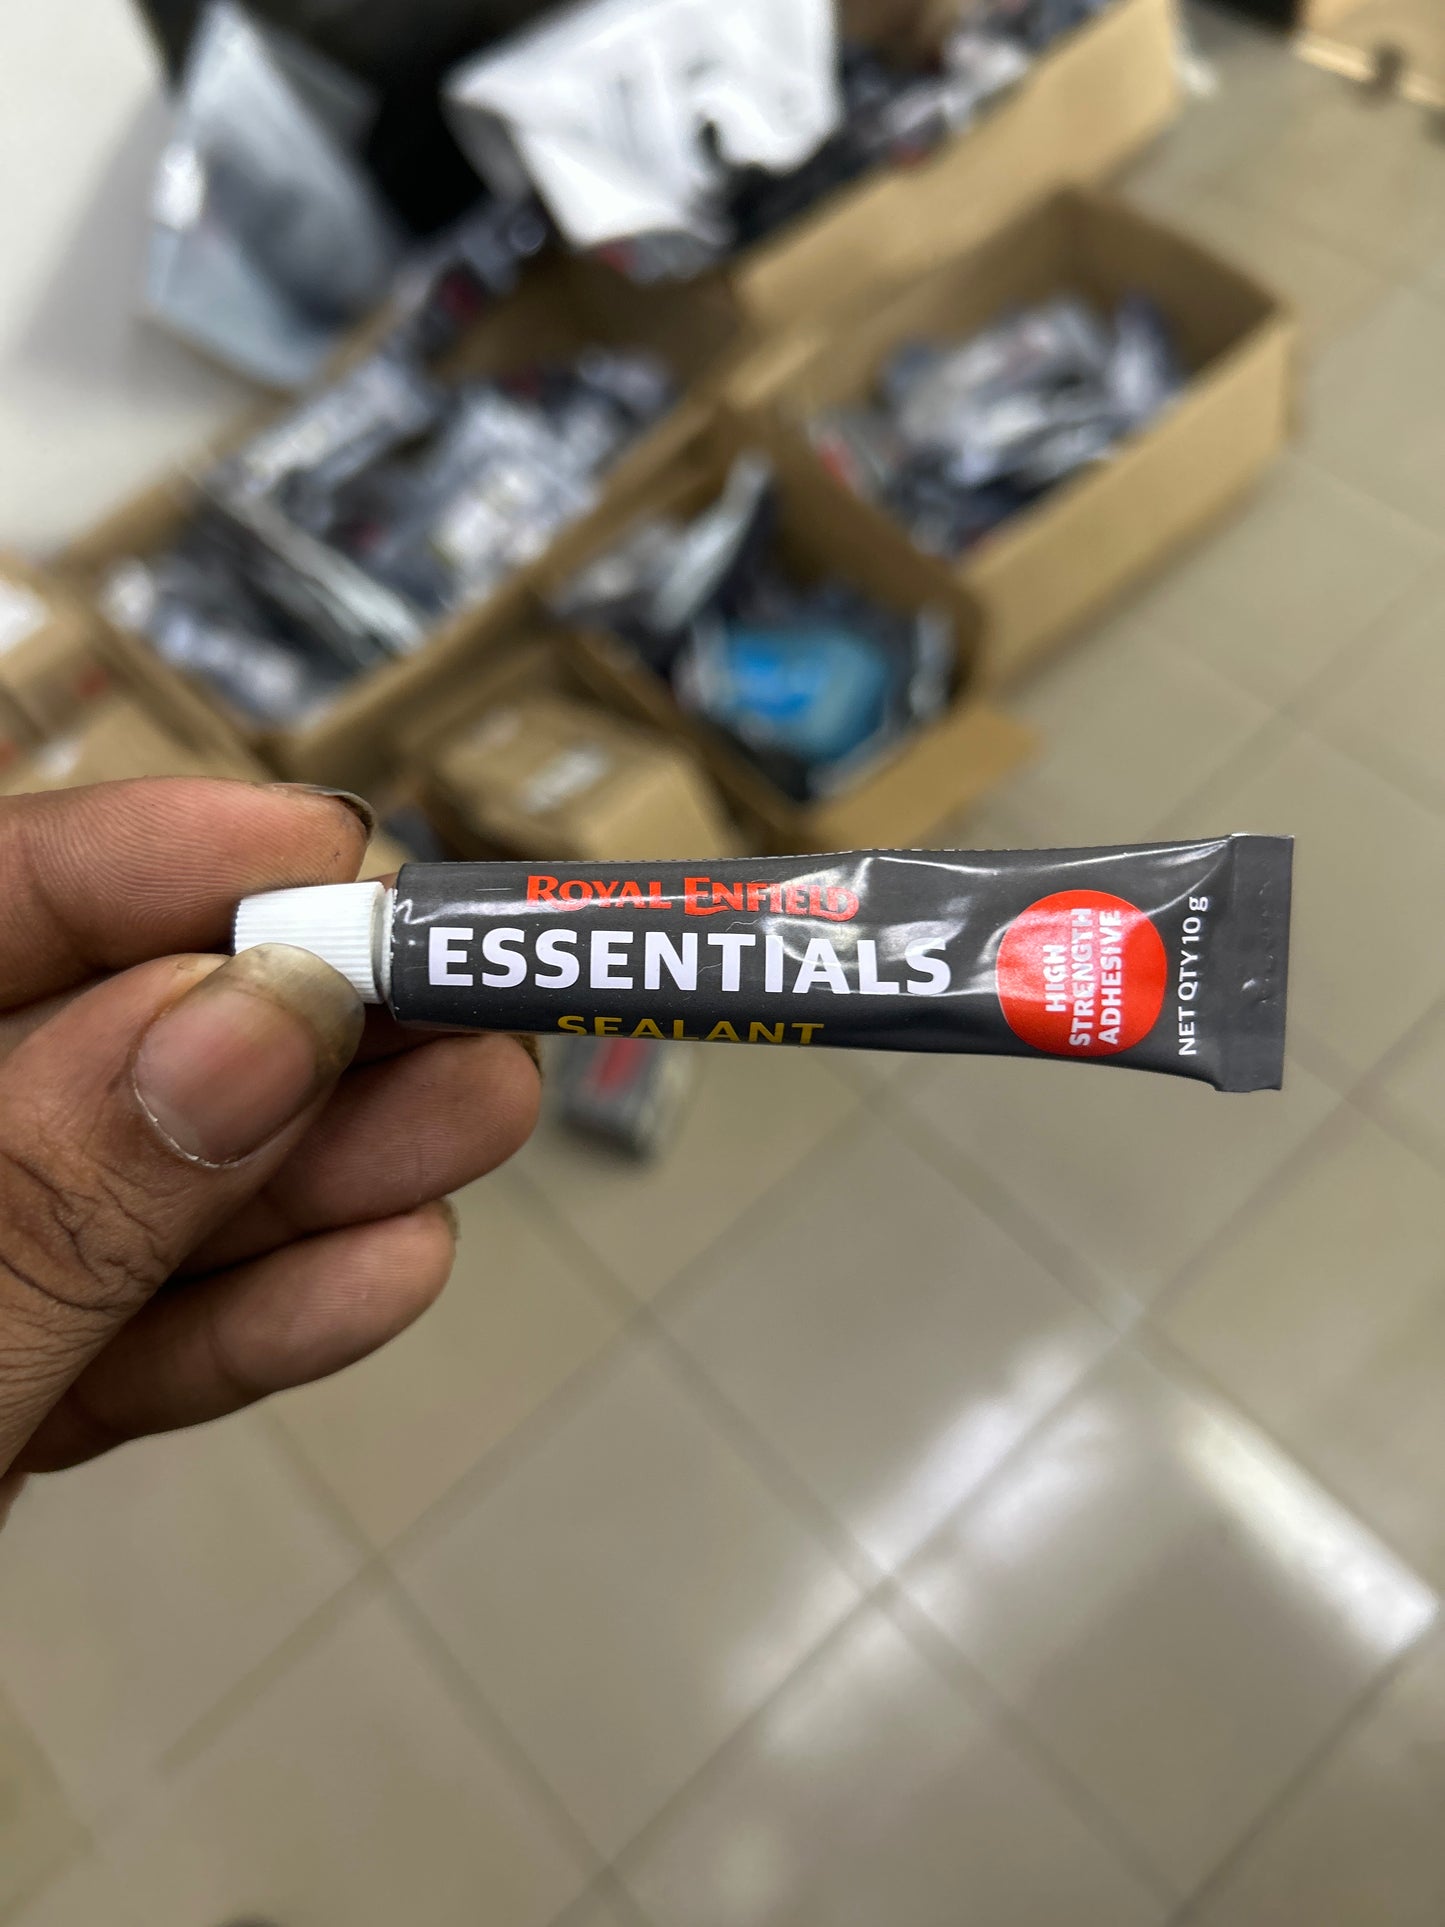 ROYAL ENFIELD
ESSENTIALS
SEALANT
HIGH
STRENGTH
ADHESIVE
NET QTY 10 g